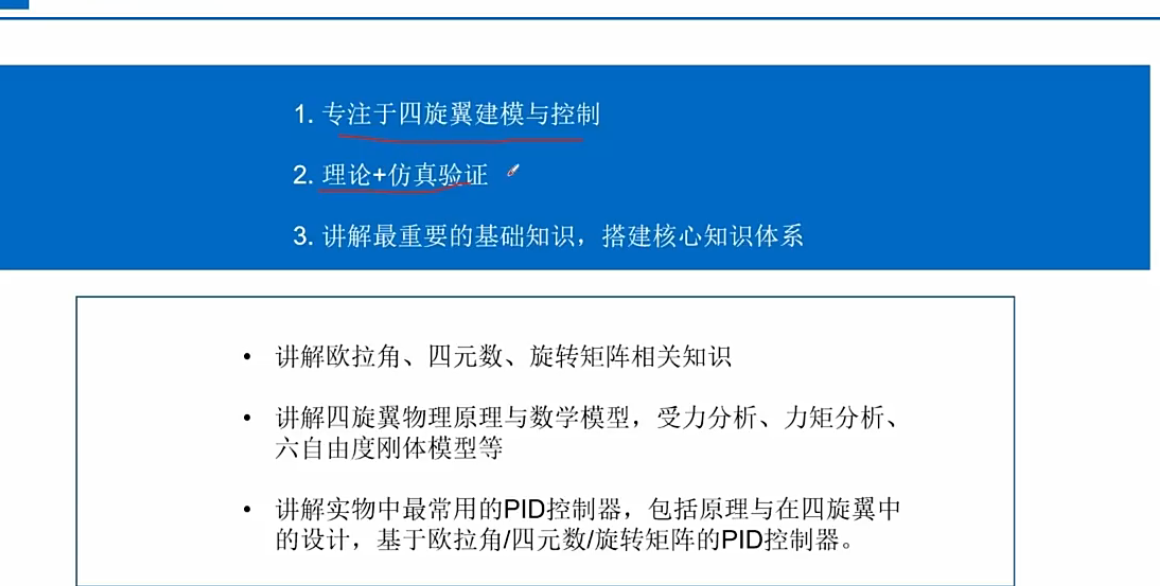 1. 专注于四旋翼建模与控制
2. 理论+仿真验证
3. 讲解最重要的基础知识，搭建核心知识体系
• 讲解欧拉角、四元数、旋转矩阵相关知识
• 讲解四旋翼物理原理与数学模型，受力分析、力矩分析、
六自由度刚体模型等
• 讲解实物中最常用的PID控制器，包括原理与在四旋翼中
的设计，基于欧拉角/四元数/旋转矩阵的PID控制器。